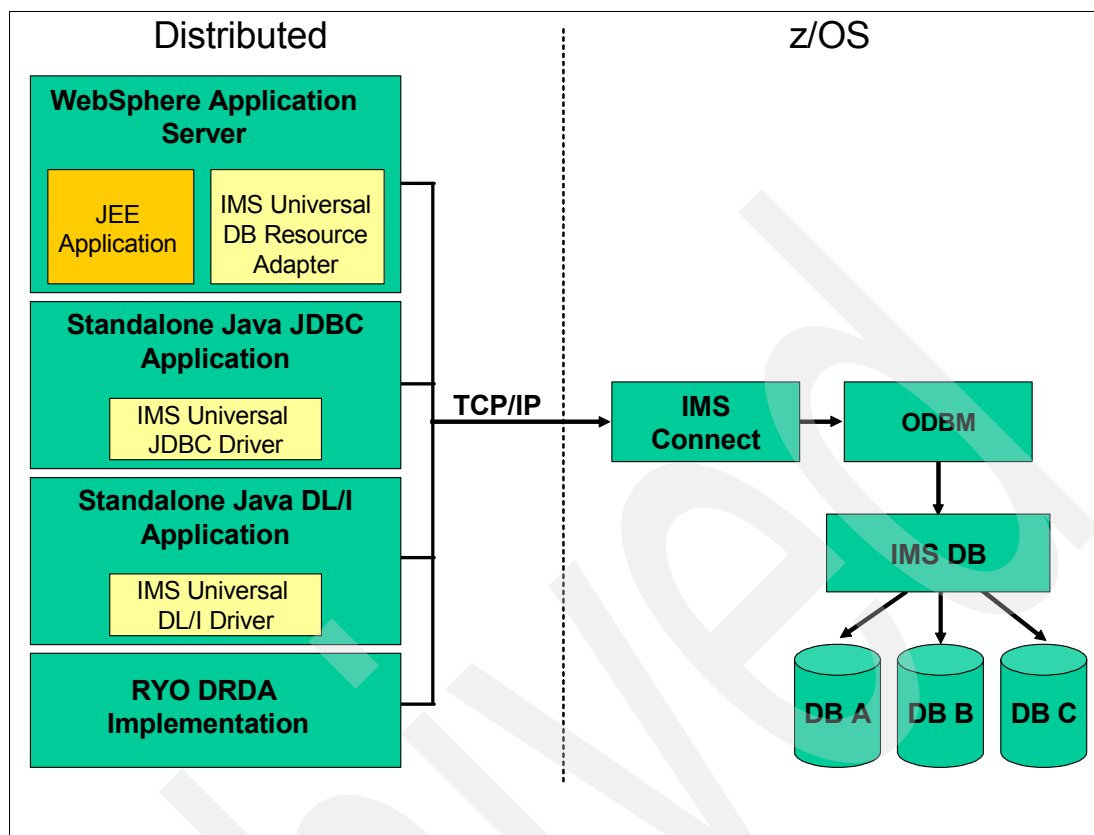 Distributed
z/OS
WebSphere Application
Server
JEE
Application
IMS Universal
DB Resource
Adapter
Standalone Java JDBC
Application
IMS Universal
JDBC Driver
Standalone Java DL/I
Application
IMS Universal
DL/I Driver
RYO DRDA
Implementation
TCP/IP
IMS
Connect
ODBM
IMS DB
DB A
DB B
DB C
hived